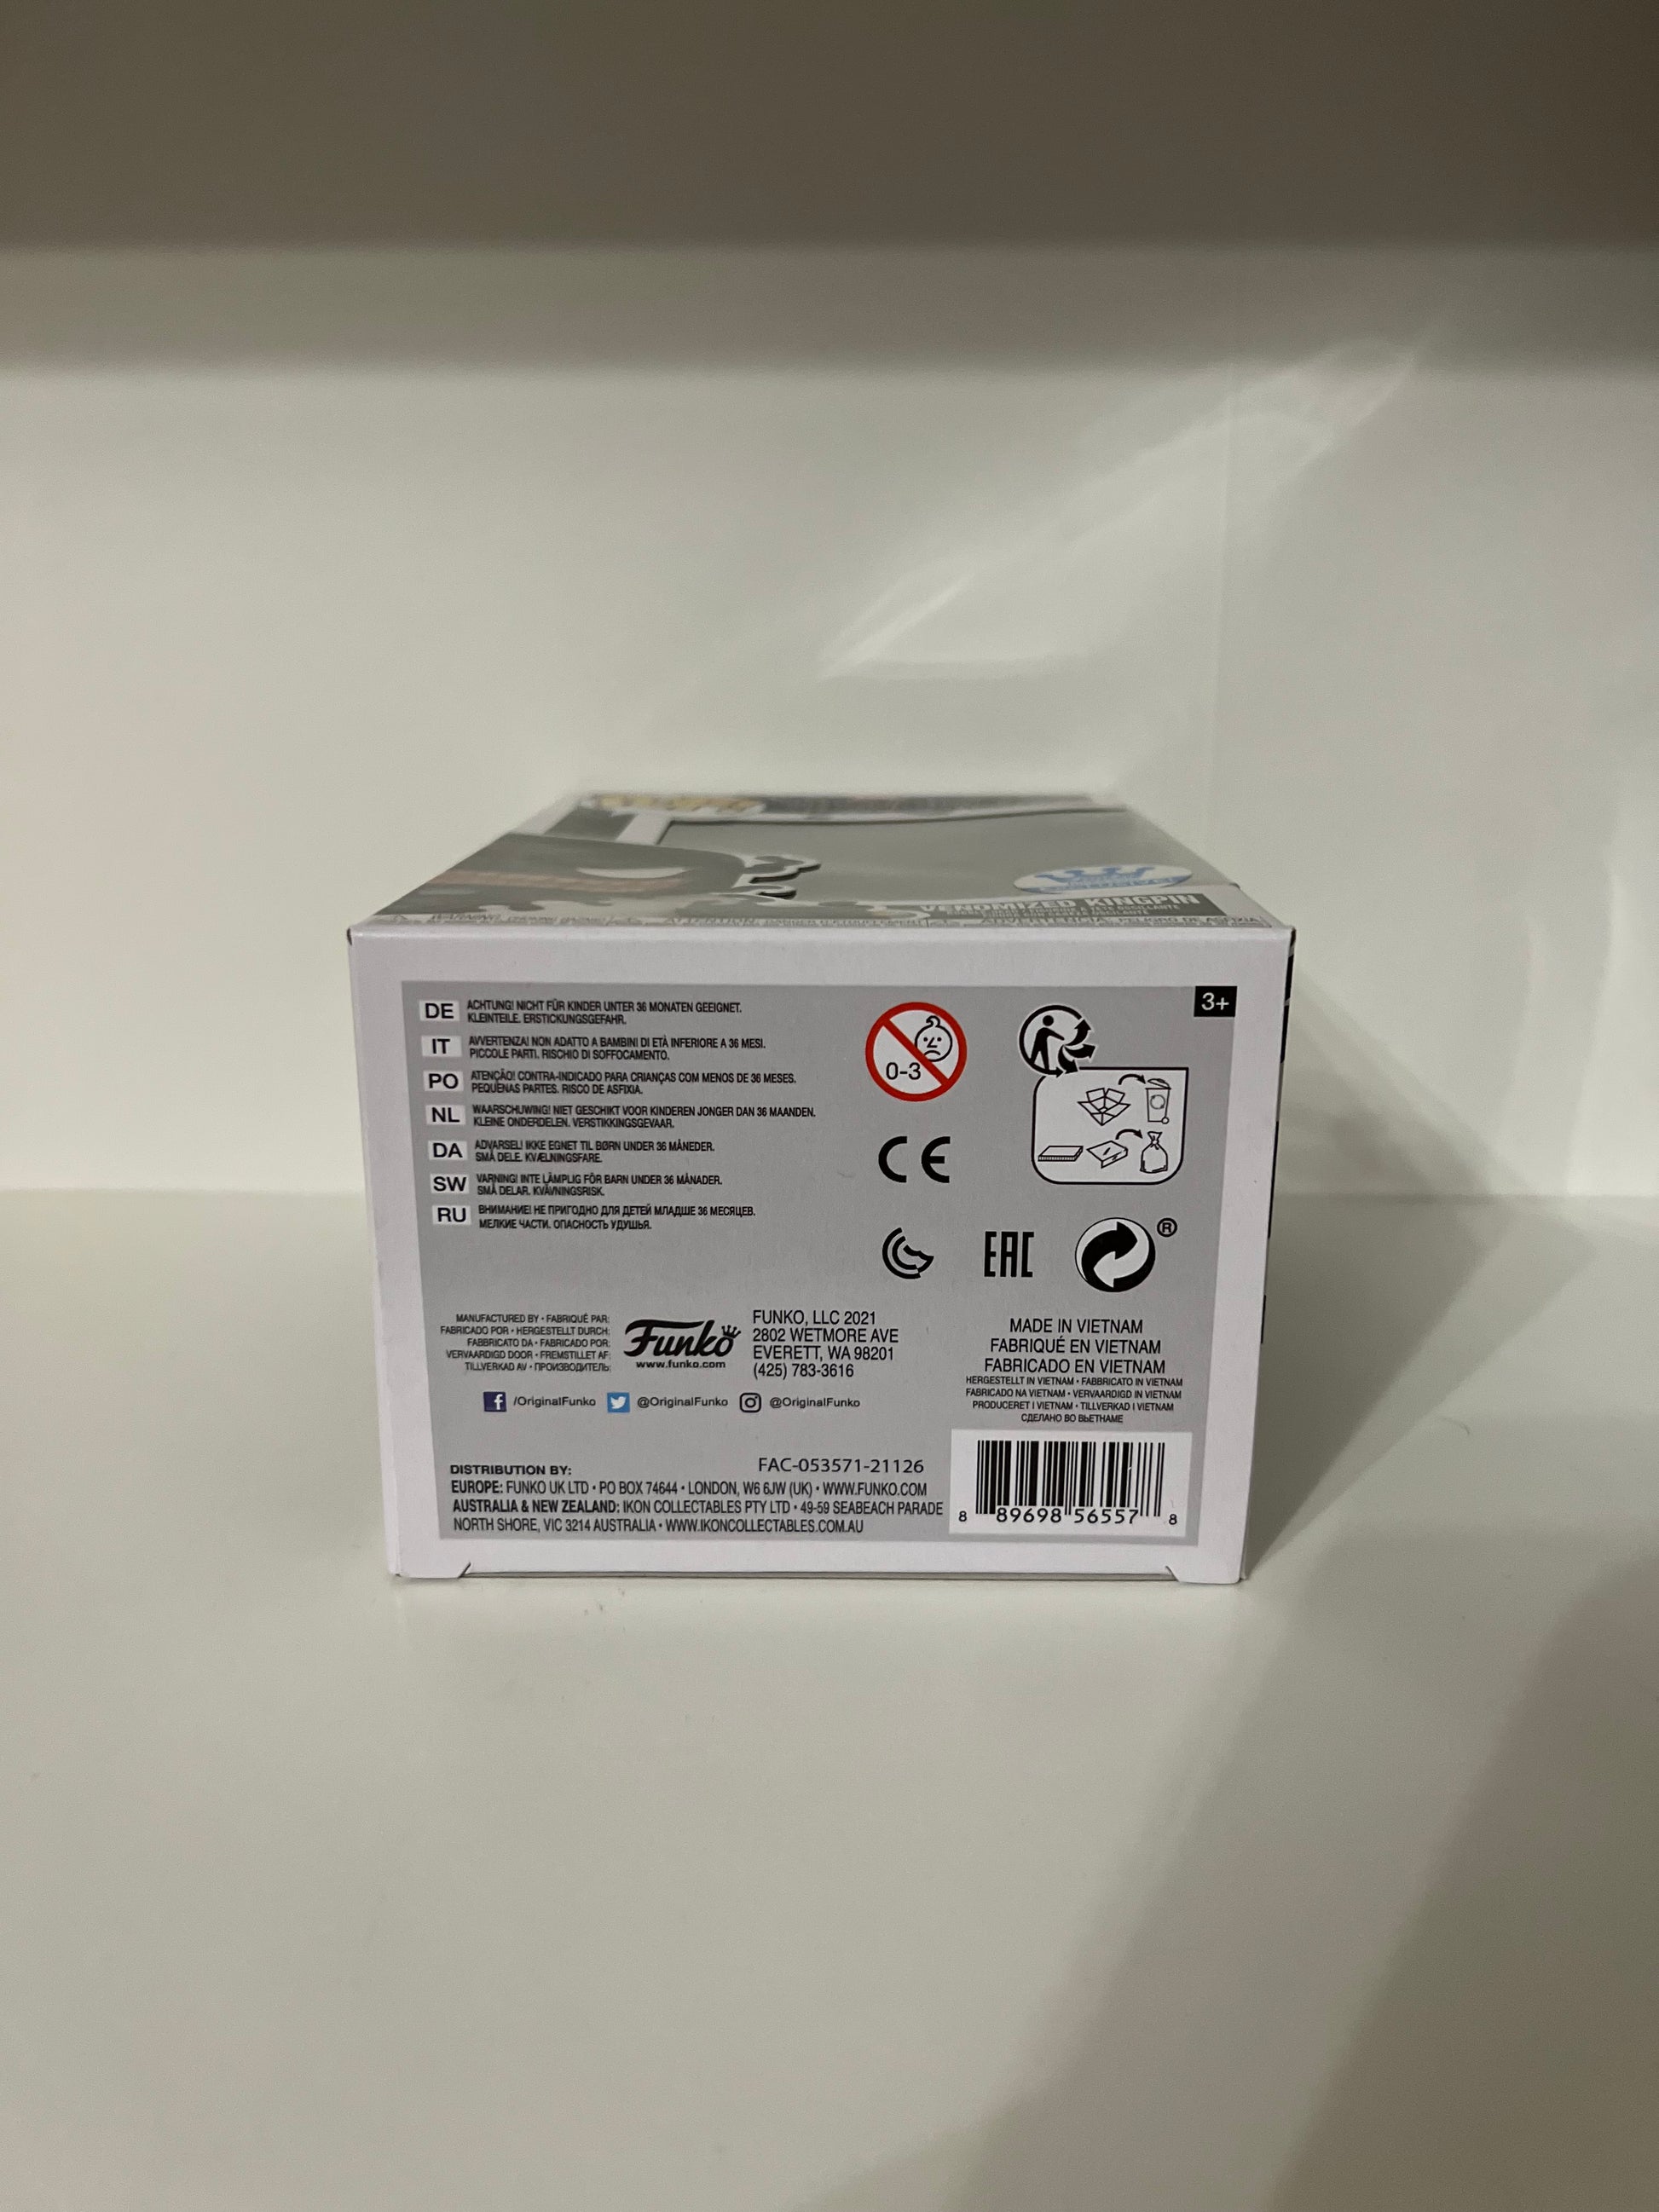 EXCLUSIVE
VENOMIZED KINGPIN
3+
DE ACHTUNG! NICHT FÜR KINDER UNTER 36 MONATEN GEEIGNET.
KLEINTEILE. ERSTICKUNGSGEFAHR.
IT AVVERTENZA! NON ADATTO A BAMBINI DI ETÀ INFERIORE A 36 MESI.
PICCOLE PARTI. RISCHIO DI SOFFOCAMENTO.
PO ATENÇÃO! CONTRA-INDICADO PARA CRIANÇAS COM MENOS DE 36 MESES.
PEQUENAS PARTES. RISCO DE ASFIXIA.
NL WAARSCHUWING! NIET GESCHIKT VOOR KINDEREN JONGER DAN 36 MAANDEN.
KLEINE ONDERDELEN. VERSTIKKINGSGEVAAR.
DA ADVARSEL! IKKE EGNET TIL BØRN UNDER 36 MÅNEDER.
SMÅ DELE. KVÆLNINGSFARE.
SW VARNING! INTE LÄMPLIG FÖR BARN UNDER 36 MÅNADER.
SMÅ DELAR. KVÄVNINGSRISK.
RU ВНИМАНИЕ! НЕ ПРИГОДНО ДЛЯ ДЕТЕЙ МЛАДШЕ 36 МЕСЯЦЕВ.
МЕЛКИЕ ЧАСТИ. ОПАСНОСТЬ УДУШЬЯ.
0-3
CE
EAC
®
MANUFACTURED BY • FABRIQUÉ PAR:
FABRICADO POR • HERGESTELLT DURCH:
FABBRICATO DA • FABRICADO POR:
VERVAARDIGD DOOR • FREMSTILLET AF:
TILLVERKAD AV • ПРОИЗВОДИТЕЛЬ:
Funko
www.funko.com
FUNKO, LLC 2021
2802 WETMORE AVE
EVERETT, WA 98201
(425) 783-3616
/OriginalFunko @OriginalFunko @OriginalFunko
MADE IN VIETNAM
FABRIQUÉ EN VIETNAM
FABRICADO EN VIETNAM
HERGESTELLT IN VIETNAM • FABBRICATO IN VIETNAM
FABRICADO NA VIETNAM • VERVAARDIGD IN VIETNAM
PRODUCERET I VIETNAM • TILLVERKAD I VIETNAM
СДЕЛАНО ВО ВЬЕТНАМЕ
FAC-053571-21126
DISTRIBUTION BY:
EUROPE: FUNKO UK LTD • PO BOX 74644 • LONDON, W6 6JW (UK) • WWW.FUNKO.COM
AUSTRALIA & NEW ZEALAND: IKON COLLECTABLES PTY LTD • 49-59 SEABEACH PARADE
NORTH SHORE, VIC 3214 AUSTRALIA • WWW.IKONCOLLECTABLES.COM.AU
8 89698 56557 8